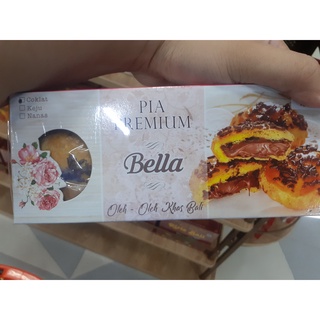 Coklat
Keju
Nanas
PIA
PREMIUM
Bella
Oleh - Oleh Khas Bali